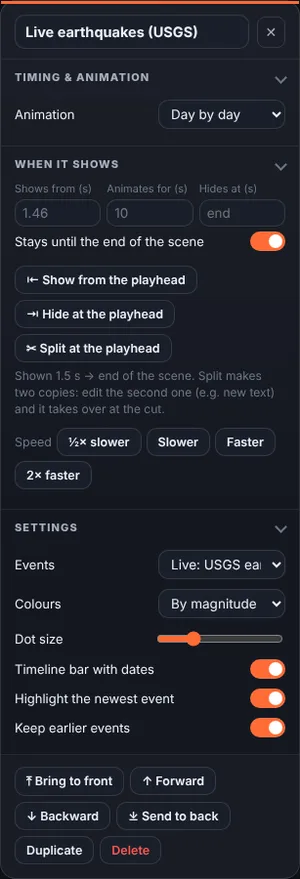 Live earthquakes (USGS) ✕
TIMING & ANIMATION
Animation Day by day
WHEN IT SHOWS
Shows from (s) Animates for (s) Hides at (s)
1.46 10 end
Stays until the end of the scene
⇤ Show from the playhead
⇥ Hide at the playhead
✂ Split at the playhead
Shown 1.5 s → end of the scene. Split makes
two copies: edit the second one (e.g. new text)
and it takes over at the cut.
Speed ½× slower Slower Faster
2× faster
SETTINGS
Events Live: USGS ea
Colours By magnitude
Dot size
Timeline bar with dates
Highlight the newest event
Keep earlier events
⤒ Bring to front ↑ Forward
↓ Backward ⤓ Send to back
Duplicate Delete